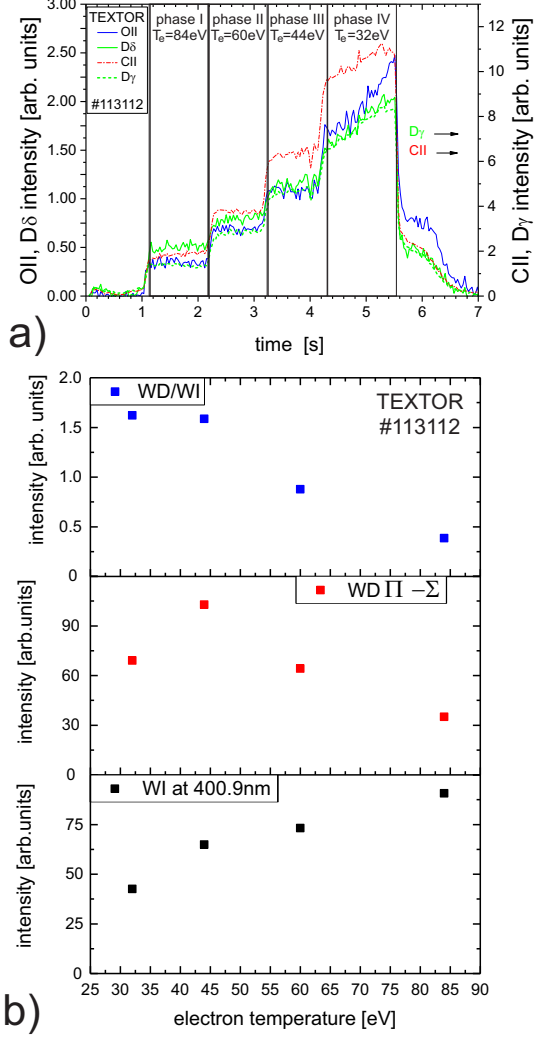 TEXTOR
OII
Dδ
CII
Dγ
#113112
phase I
Tₑ=84eV
phase II
Tₑ=60eV
phase III
Tₑ=44eV
phase IV
Tₑ=32eV
3.00
2.50
2.00
1.50
1.00
0.50
0.00
OII, Dδ intensity [arb. units]
12
10
8
6
4
2
0
CII, Dγ intensity [arb. units]
Dγ
CII
0
1
2
3
4
5
6
7
time [s]
a)
WD/WI
TEXTOR
#113112
2.0
1.5
1.0
0.5
0
intensity [arb. units]
WD Π –Σ
90
60
30
0
intensity [arb.units]
WI at 400.9nm
75
50
25
0
intensity [arb.units]
25 30 35 40 45 50 55 60 65 70 75 80 85 90
electron temperature [eV]
b)